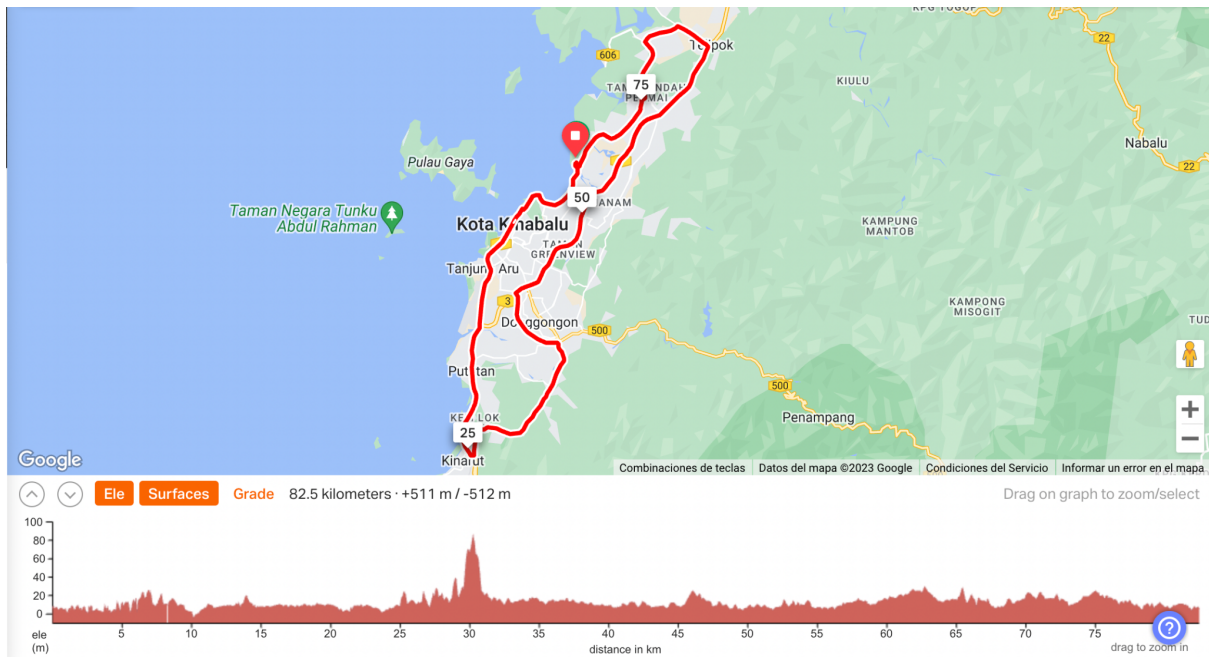 KPG TOGOP
606
Telipok
22
75
KIULU
Nabalu
22
Pulau Gaya
50
Taman Negara Tunku
Abdul Rahman
Kota Kinabalu
KAMPUNG
MANTOB
TAMAN
GREENVIEW
Tanjung Aru
KAMPONG
MISOGIT
3
Donggongon
500
TUD
Putatan
500
Penampang
25
Kinarut
Google
Combinaciones de teclas
Datos del mapa ©2023 Google
Condiciones del Servicio
Informar un error en el mapa
Ele
Surfaces
Grade
82.5 kilometers · +511 m / -512 m
Drag on graph to zoom/select
100
80
60
40
20
0
ele
(m)
5
10
15
20
25
30
35
40
45
50
55
60
65
70
75
distance in km
drag to zoom in